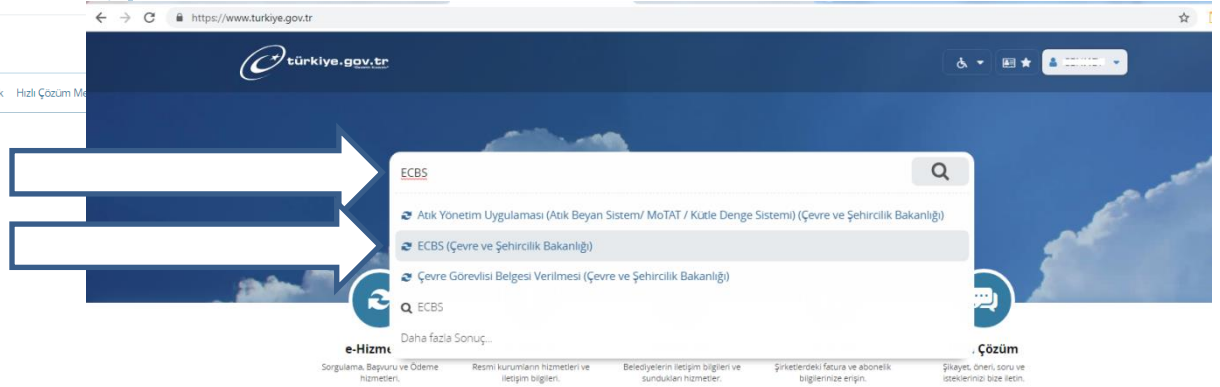 https://www.turkiye.gov.tr
türkiye.gov.tr
Hızlı Çözüm
ECBS
Atık Yönetim Uygulaması (Atık Beyan Sistem/ MoTAT / Kütle Denge Sistemi) (Çevre ve Şehircilik Bakanlığı)
ECBS (Çevre ve Şehircilik Bakanlığı)
Çevre Görevlisi Belgesi Verilmesi (Çevre ve Şehircilik Bakanlığı)
ECBS
Daha fazla Sonuç...
e-Hizme
Çözüm
Sorgulama, Başvuru ve Ödeme hizmetleri.
Resmi kurumların hizmetleri ve iletişim bilgileri.
Belediyelerin iletişim bilgileri ve sundukları hizmetler.
Şirketlerdeki fatura ve abonelik bilgilerinize erişin.
Şikayet, öneri, soru ve isteklerinizi bize iletin.